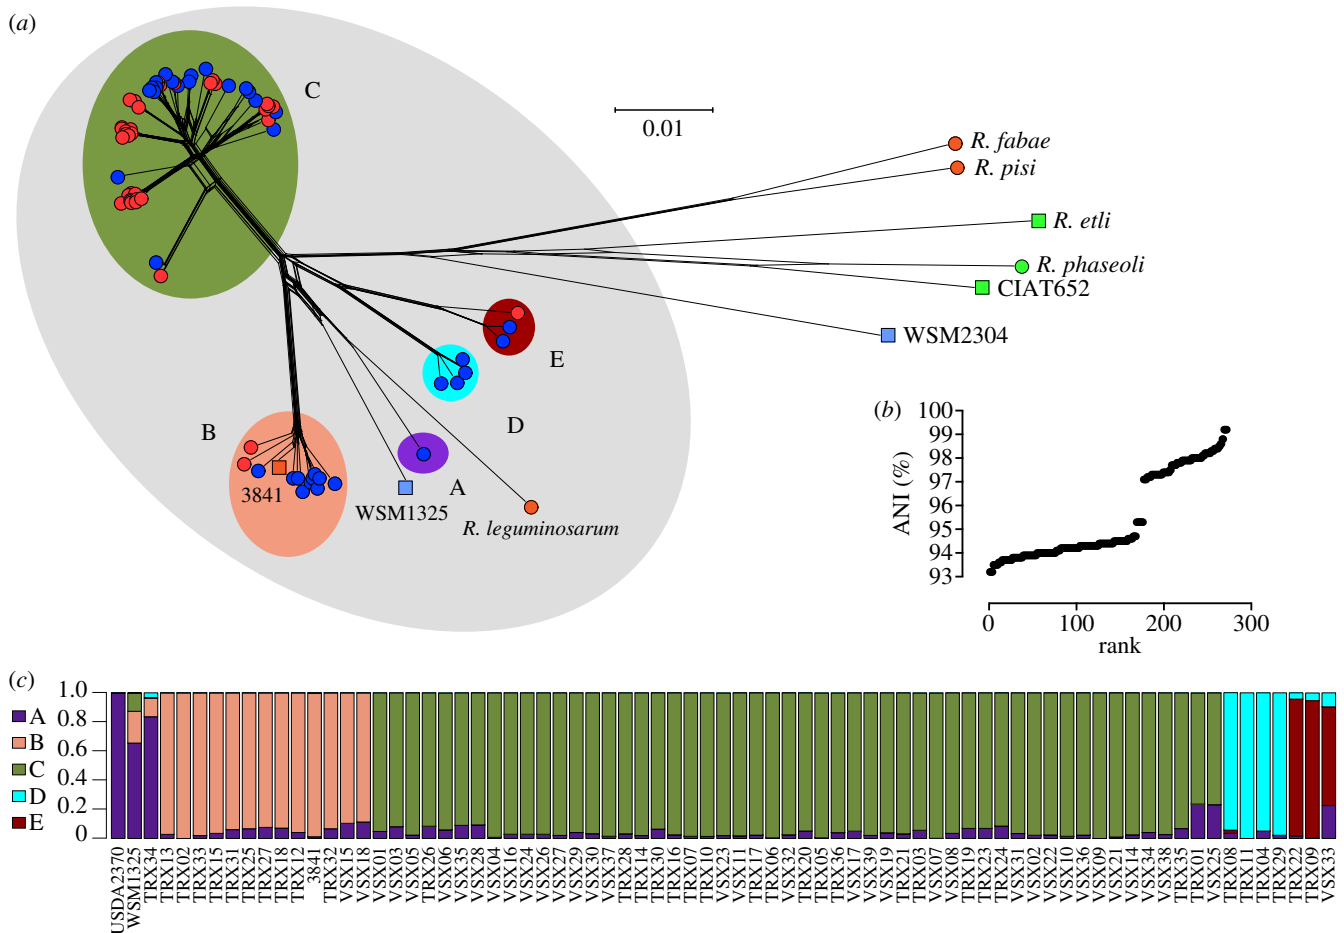 (a)
C
0.01
R. fabae
R. pisi
R. etli
R. phaseoli
CIAT652
WSM2304
E
D
B
3841
A
WSM1325
R. leguminosarum
(b)
100
99
98
97
96
95
94
93
ANI (%)
0 100 200 300
rank
(c)
A
B
C
D
E
1.0
0.8
0.6
0.4
0.2
0
USDA2370
WSM1325
TRX34
TRX13
TRX02
TRX33
TRX15
TRX31
TRX25
TRX27
TRX18
TRX12
3841
TRX32
VSX15
VSX18
VSX01
VSX03
VSX05
TRX26
VSX06
VSX35
VSX28
VSX04
VSX16
VSX24
VSX26
VSX27
VSX29
VSX30
VSX37
TRX28
TRX14
TRX30
TRX16
TRX07
TRX10
VSX23
VSX11
TRX17
TRX06
VSX32
TRX20
TRX05
TRX36
VSX17
VSX39
VSX19
TRX21
TRX03
VSX07
VSX08
TRX19
TRX23
TRX24
VSX31
VSX02
VSX22
VSX10
VSX36
VSX09
VSX21
VSX14
VSX34
VSX38
TRX35
TRX01
VSX25
TRX08
TRX11
TRX04
TRX29
TRX22
TRX09
VSX33